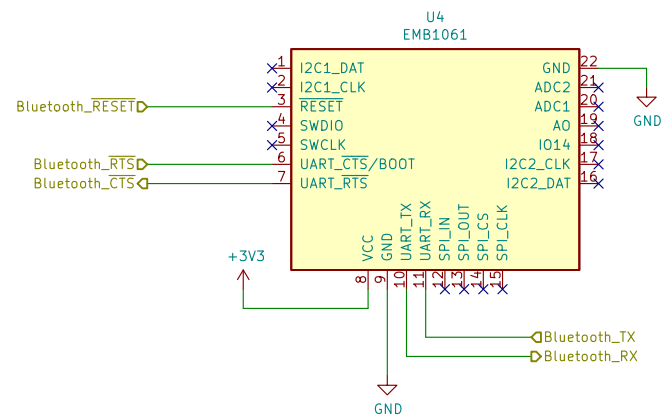 U4
EMB1061
1 I2C1_DAT
2 I2C1_CLK
Bluetooth_RESET 3 RESET
4 SWDIO
5 SWCLK
Bluetooth_RTS 6 UART_CTS/BOOT
Bluetooth_CTS 7 UART_RTS
GND 22
ADC2 21
ADC1 20
AO 19
IO14 18
I2C2_CLK 17
I2C2_DAT 16
GND
VCC 8
GND 9
UART_TX 10
UART_RX 11
SPI_IN 12
SPI_OUT 13
SPI_CS 14
SPI_CLK 15
+3V3
Bluetooth_TX
Bluetooth_RX
GND